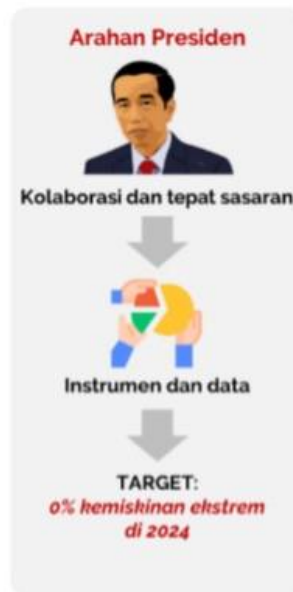 Arahan Presiden
Kolaborasi dan tepat sasaran
Instrumen dan data
TARGET:
0% kemiskinan ekstrem
di 2024